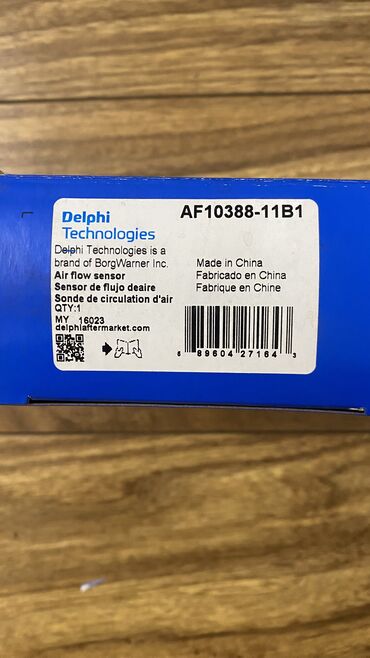 Delphi
Technologies
AF10388-11B1
Delphi Technologies is a
brand of BorgWarner Inc.
Air flow sensor
Sensor de flujo deaire
Sonde de circulation d'air
QTY:1
MY 16023
delphiaftermarket.com
Made in China
Fabricado en China
Fabrique en Chine
6 89604 27164 3